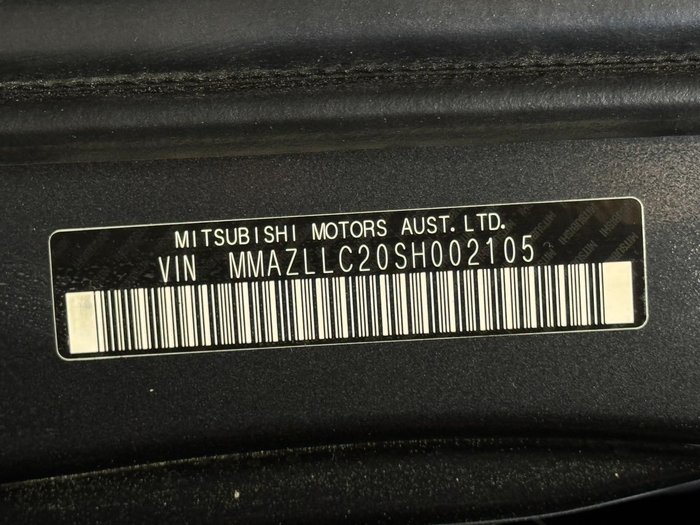 MITSUBISHI MOTORS AUST. LTD.
VIN MMAZLLC20SH002105